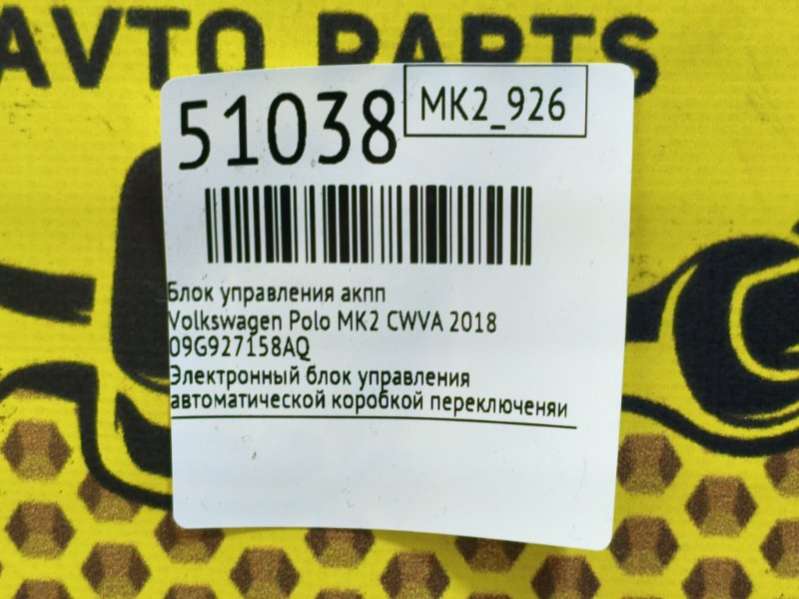 AVTO PARTS
51038
MK2_926
Блок управления акпп
Volkswagen Polo MK2 CWVA 2018
09G927158AQ
Электронный блок управления
автоматической коробкой переключеняи